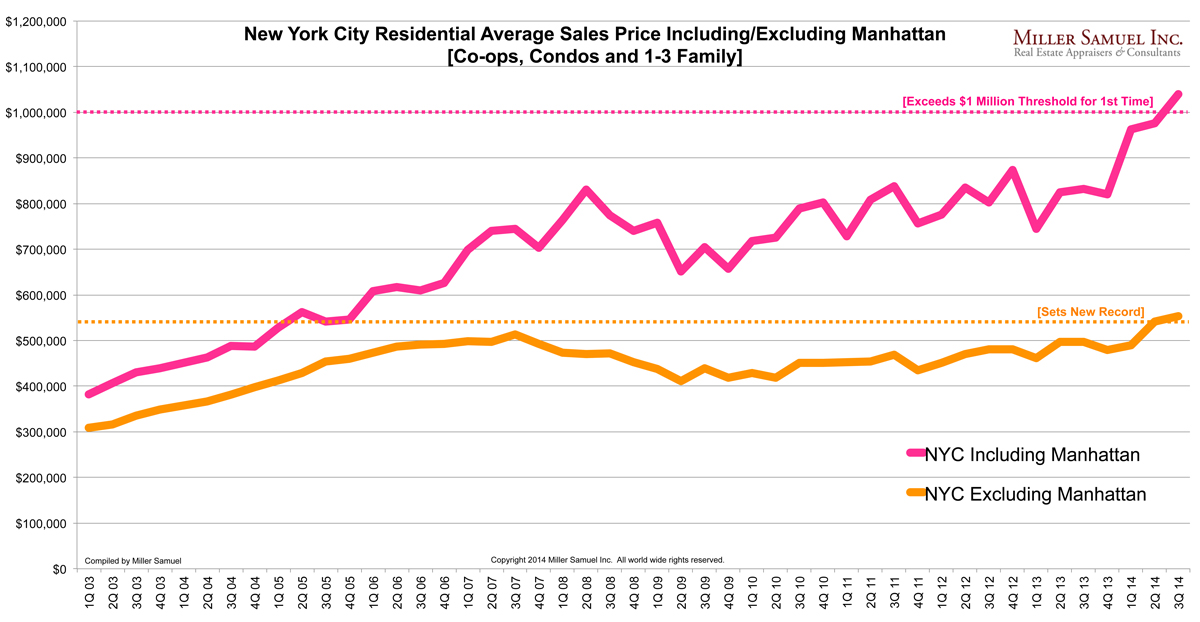 New York City Residential Average Sales Price Including/Excluding Manhattan
[Co-ops, Condos and 1-3 Family]
MILLER SAMUEL INC.
Real Estate Appraisers & Consultants
$1,200,000
$1,100,000
$1,000,000
$900,000
$800,000
$700,000
$600,000
$500,000
$400,000
$300,000
$200,000
$100,000
$0
[Exceeds $1 Million Threshold for 1st Time]
[Sets New Record]
NYC Including Manhattan
NYC Excluding Manhattan
Compiled by Miller Samuel
Copyright 2014 Miller Samuel Inc. All world wide rights reserved.
1Q 03
2Q 03
3Q 03
4Q 03
1Q 04
2Q 04
3Q 04
4Q 04
1Q 05
2Q 05
3Q 05
4Q 05
1Q 06
2Q 06
3Q 06
4Q 06
1Q 07
2Q 07
3Q 07
4Q 07
1Q 08
2Q 08
3Q 08
4Q 08
1Q 09
2Q 09
3Q 09
4Q 09
1Q 10
2Q 10
3Q 10
4Q 10
1Q 11
2Q 11
3Q 11
4Q 11
1Q 12
2Q 12
3Q 12
4Q 12
1Q 13
2Q 13
3Q 13
4Q 13
1Q 14
2Q 14
3Q 14